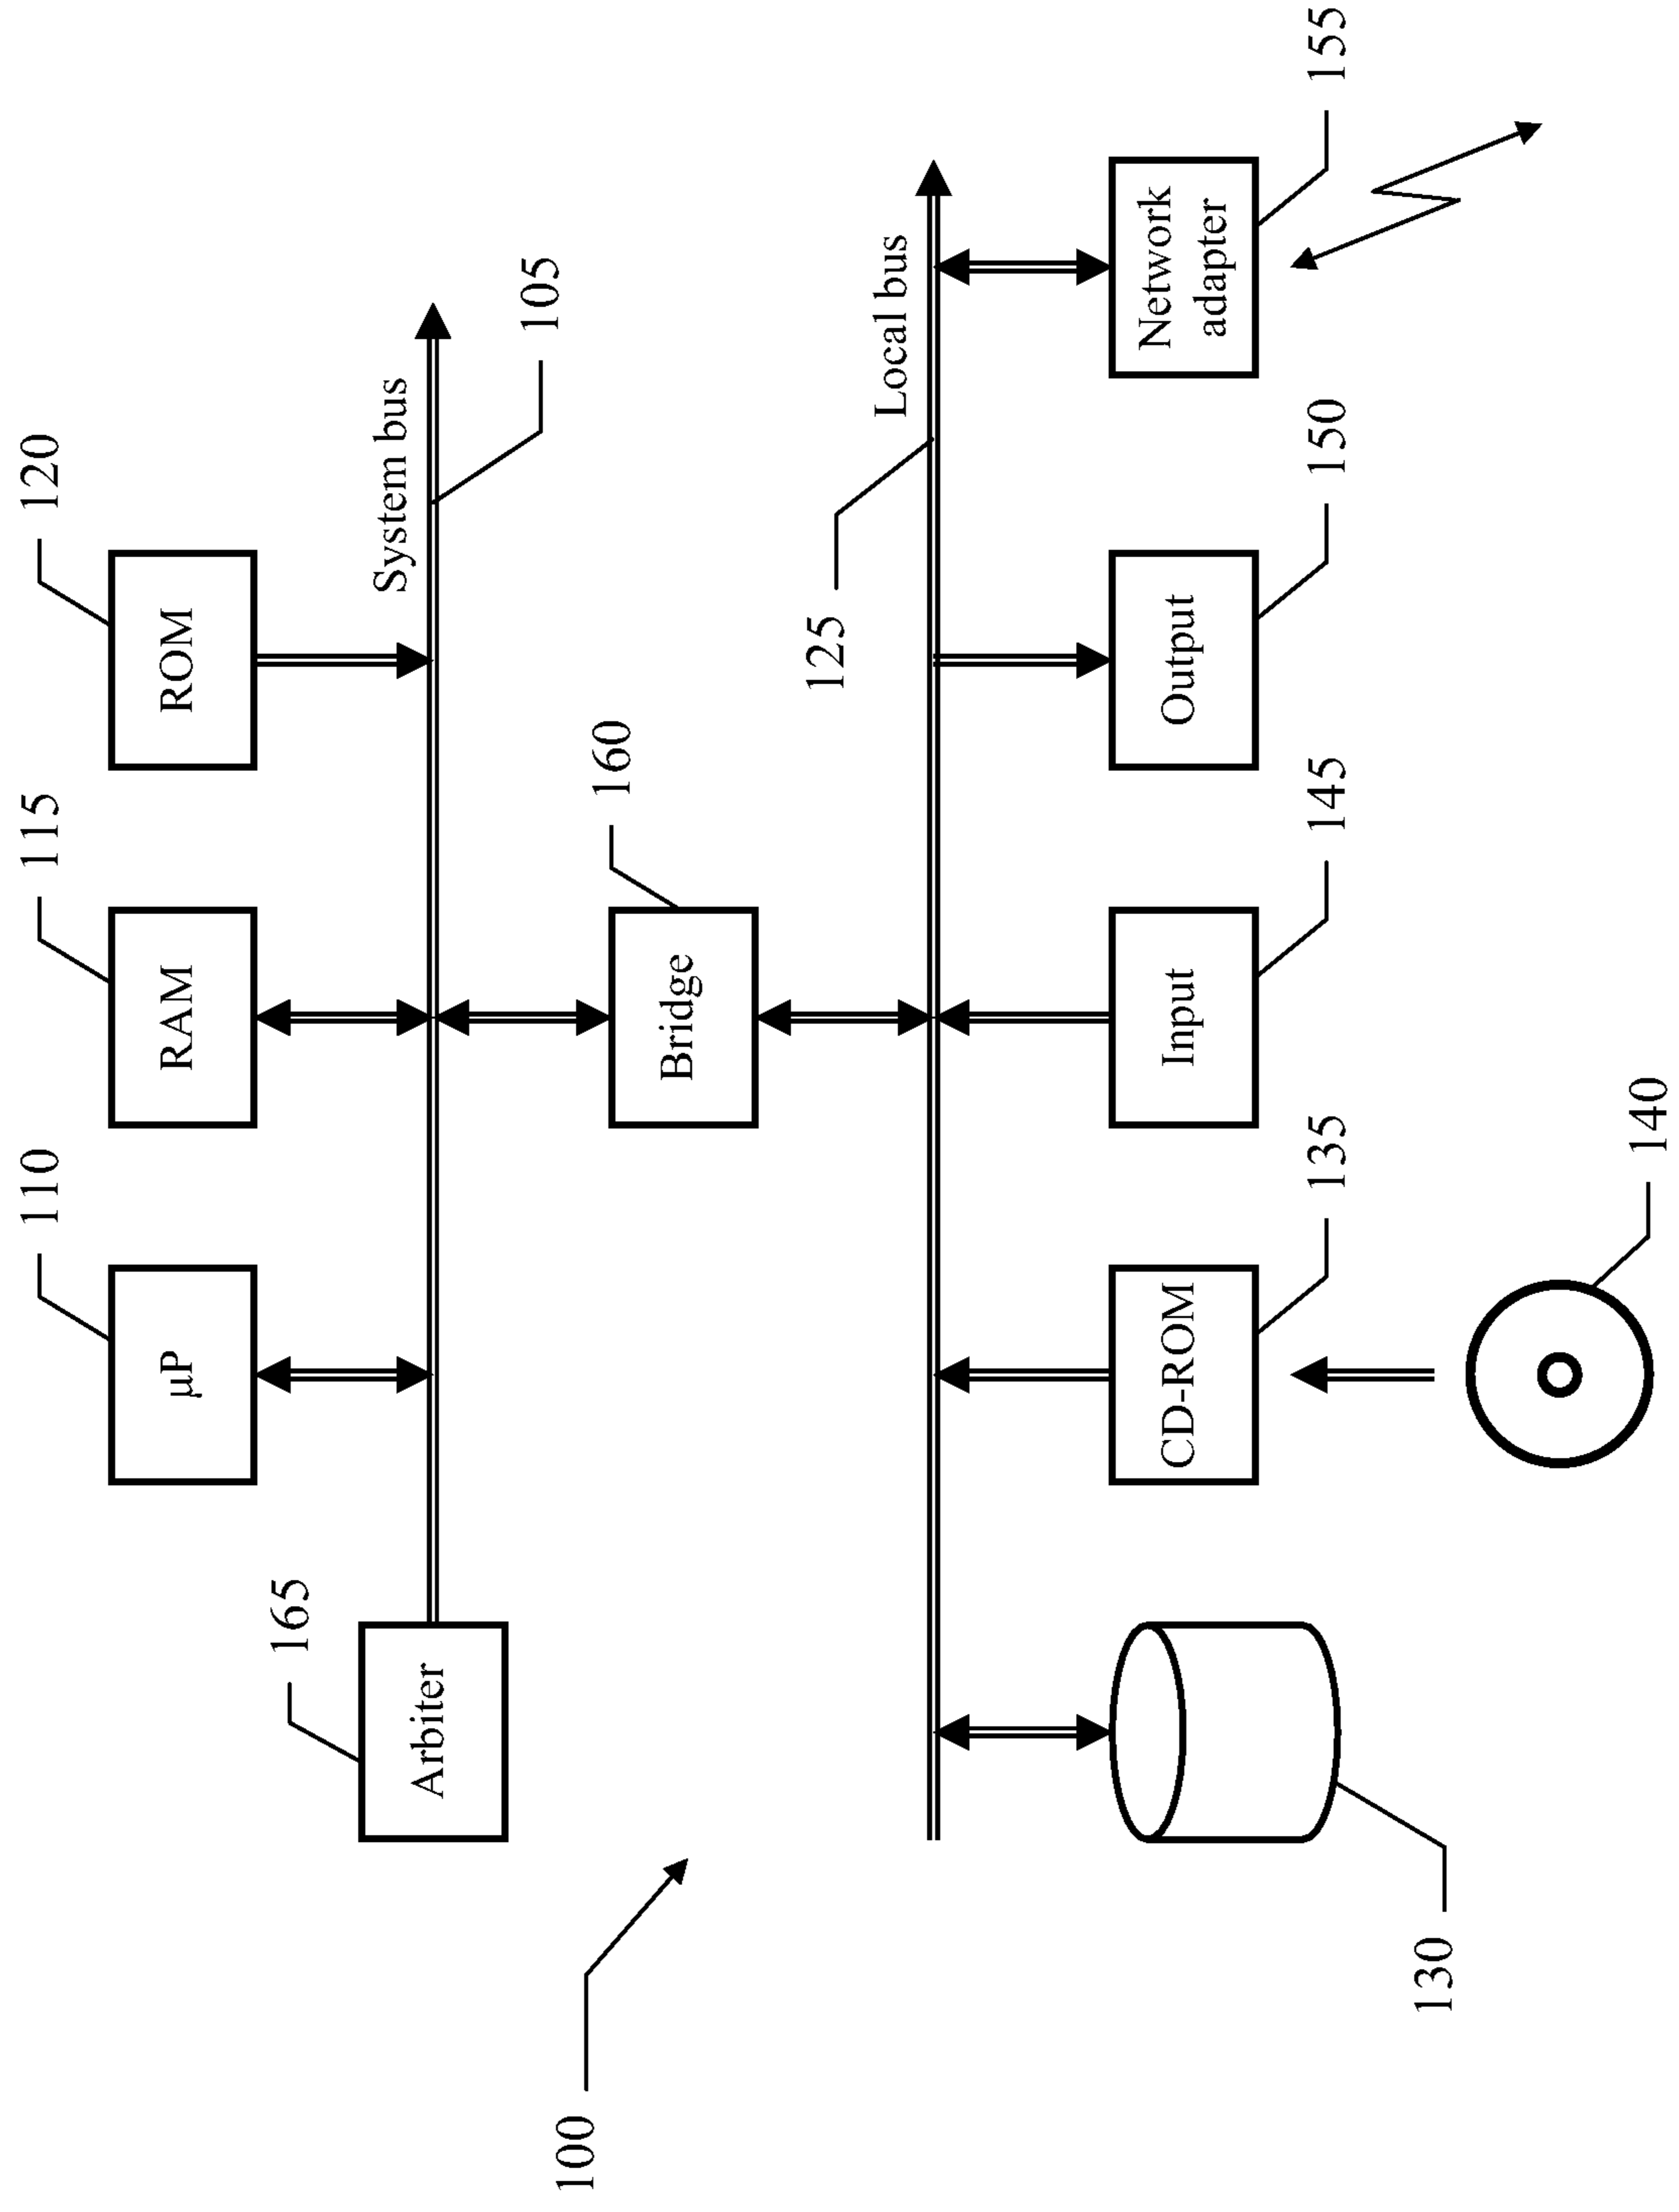 110
115
120
μP
RAM
ROM
165
System bus
Arbiter
105
100
160
Bridge
125
Local bus
CD-ROM
Input
Output
Network
adapter
130
135
145
150
155
140